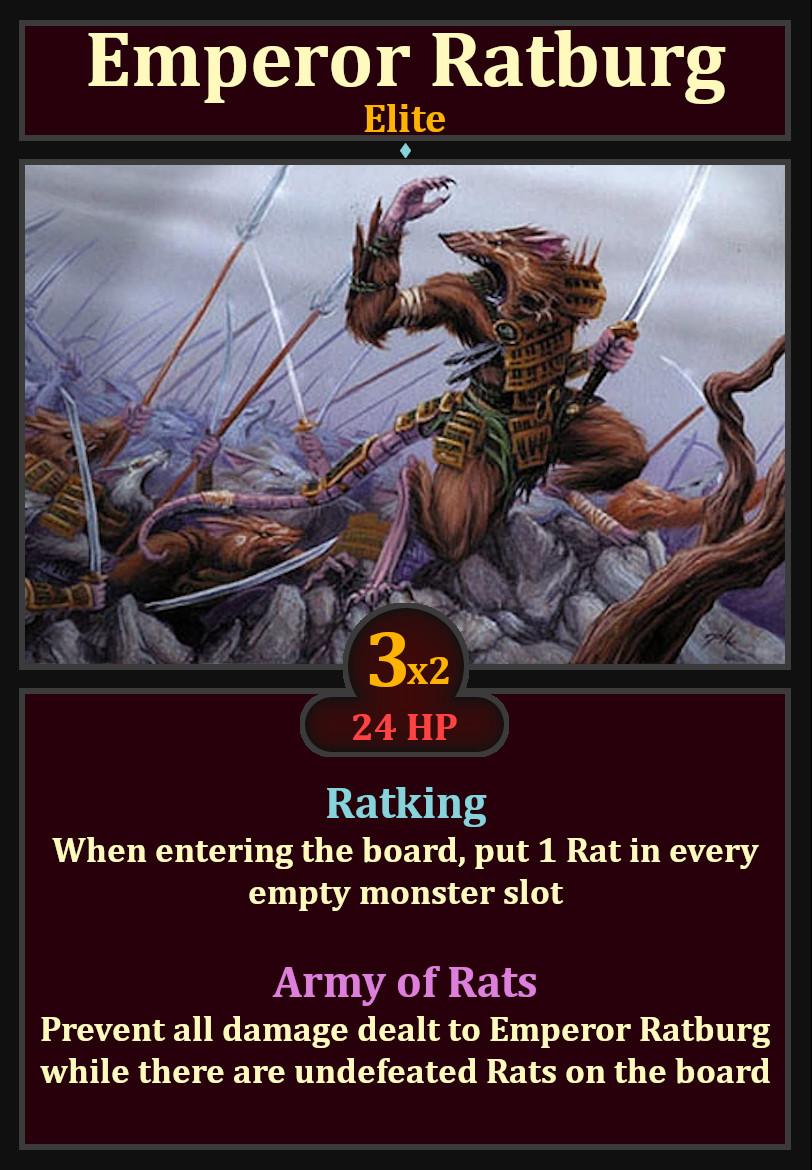 Emperor Ratburg
Elite
3x2
24 HP
Ratking
When entering the board, put 1 Rat in every
empty monster slot
Army of Rats
Prevent all damage dealt to Emperor Ratburg
while there are undefeated Rats on the board